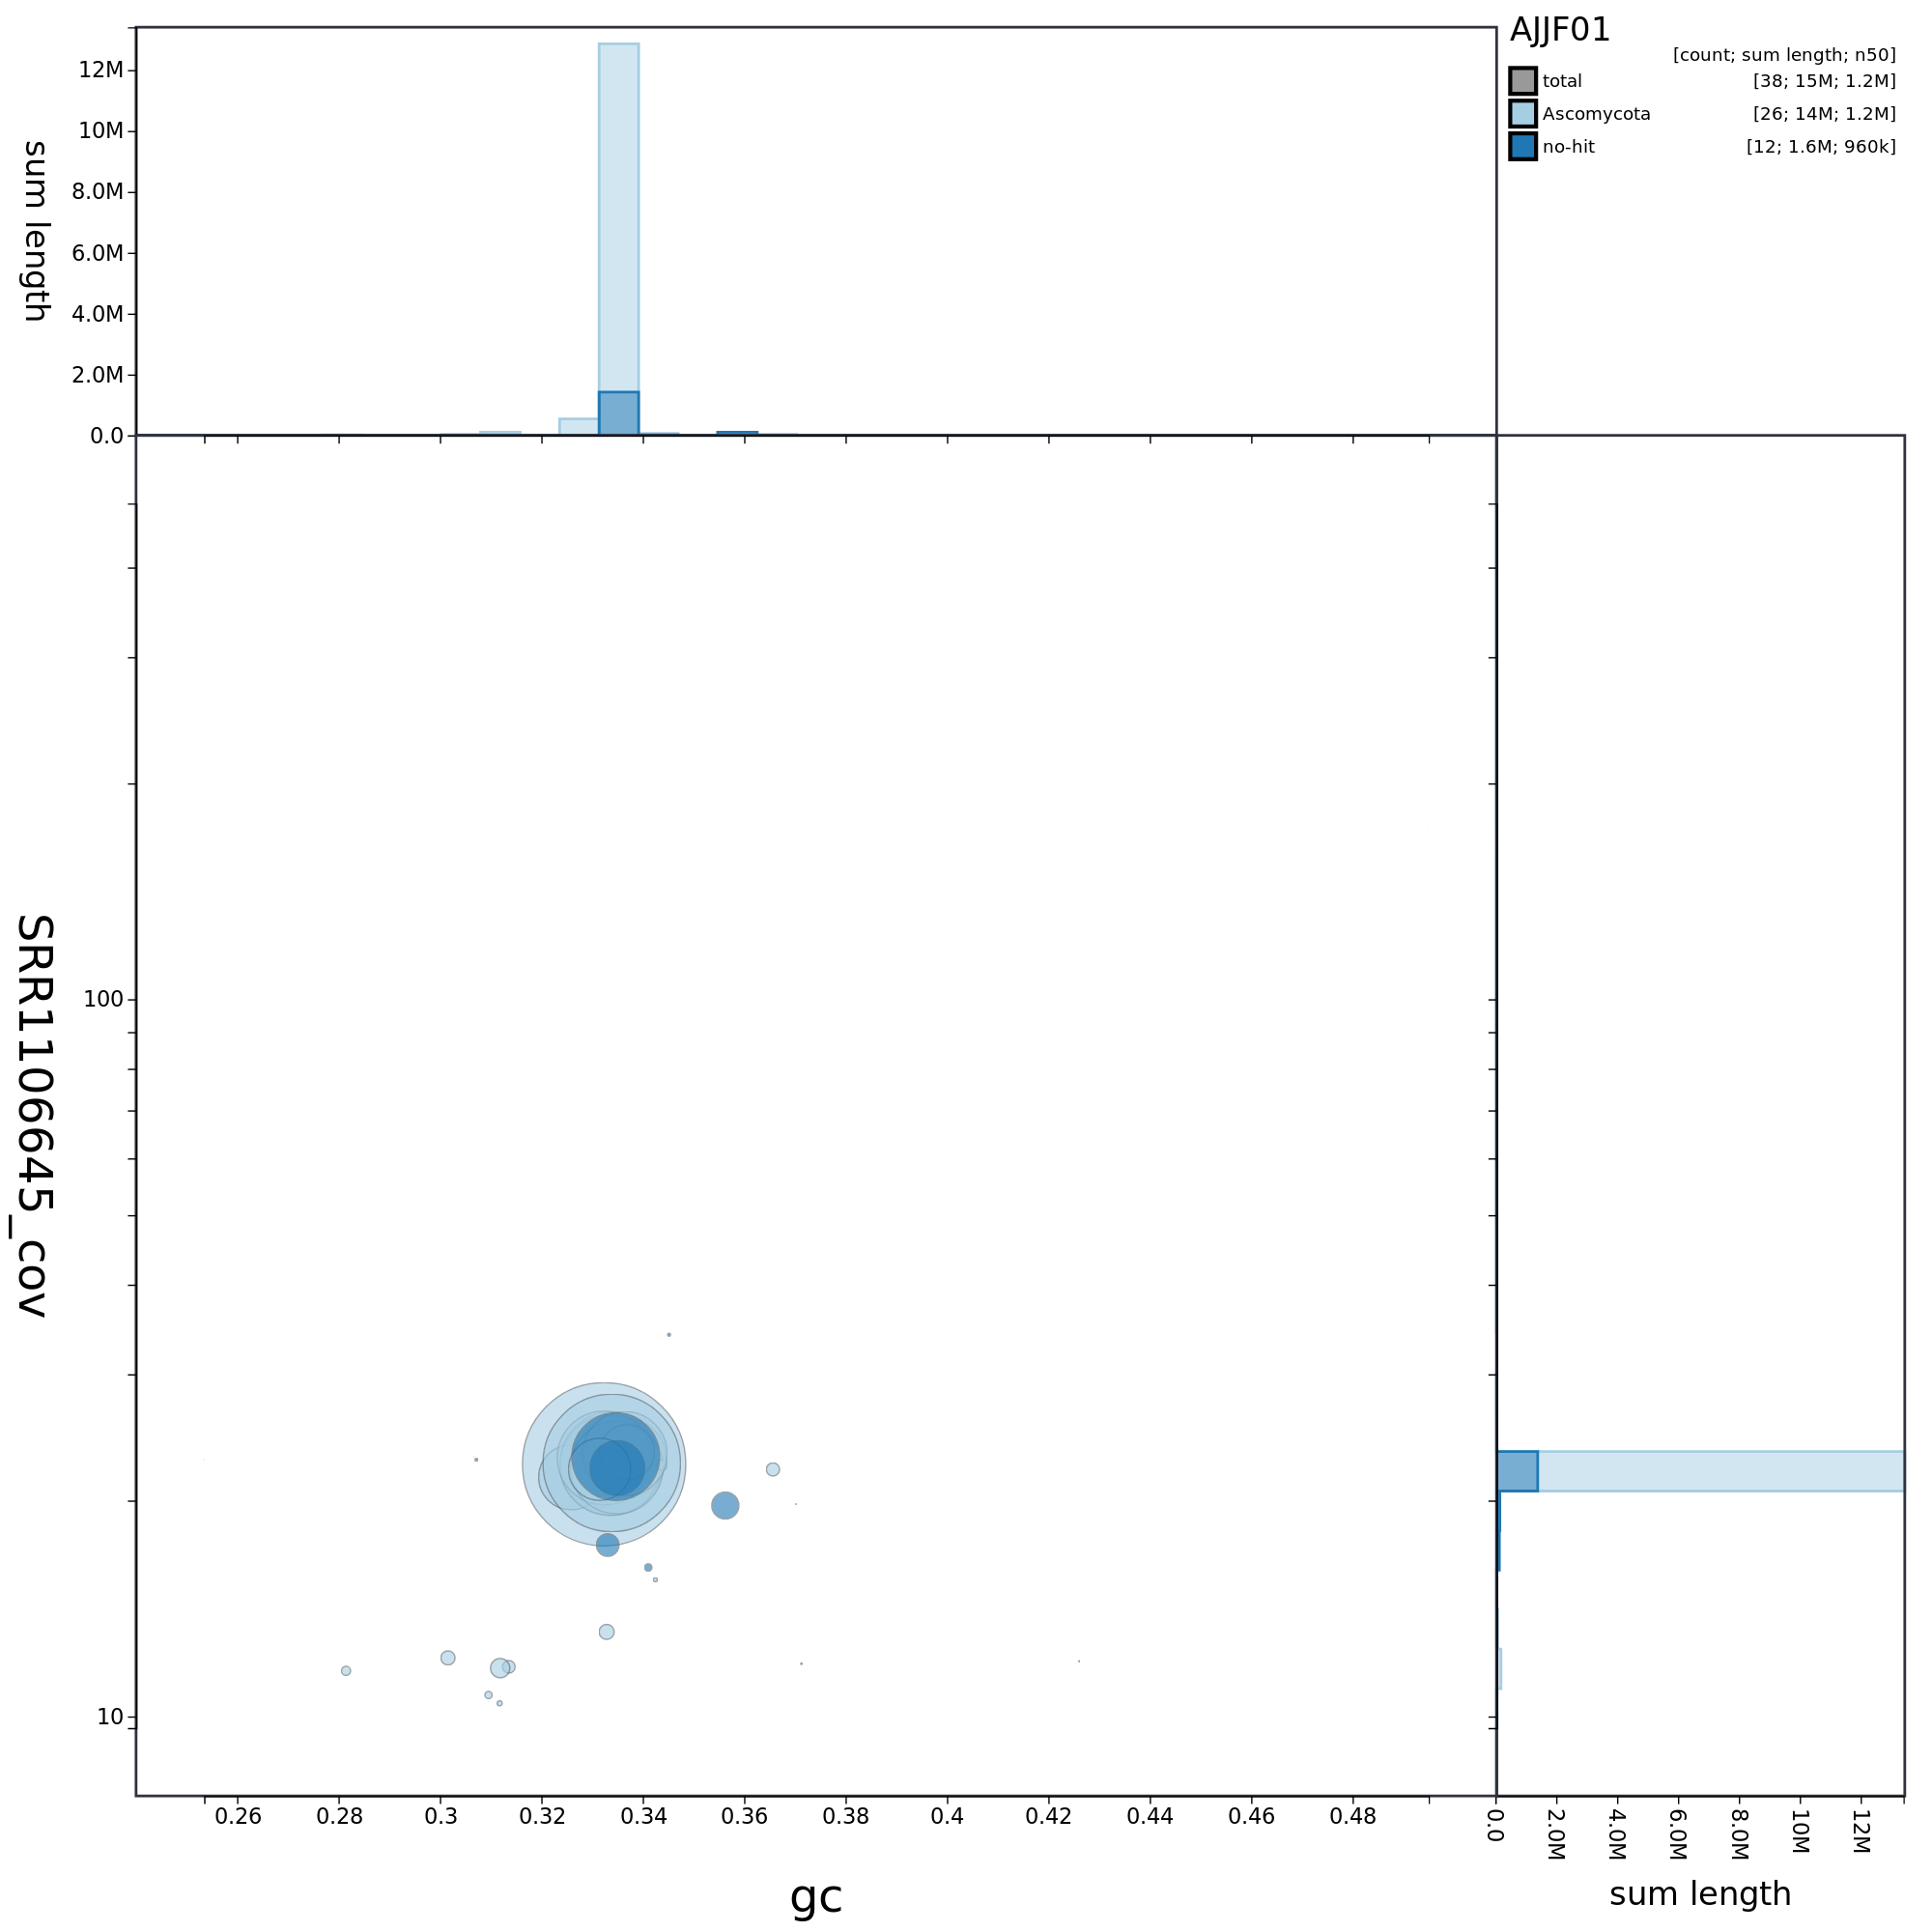 AJJF01
[count; sum length; n50]
total [38; 15M; 1.2M]
Ascomycota [26; 14M; 1.2M]
no-hit [12; 1.6M; 960k]
sum length
12M
10M
8.0M
6.0M
4.0M
2.0M
0.0
SRR1106645_cov
100
10
0.26 0.28 0.3 0.32 0.34 0.36 0.38 0.4 0.42 0.44 0.46 0.48
gc
0.0 2.0M 4.0M 6.0M 8.0M 10M 12M
sum length